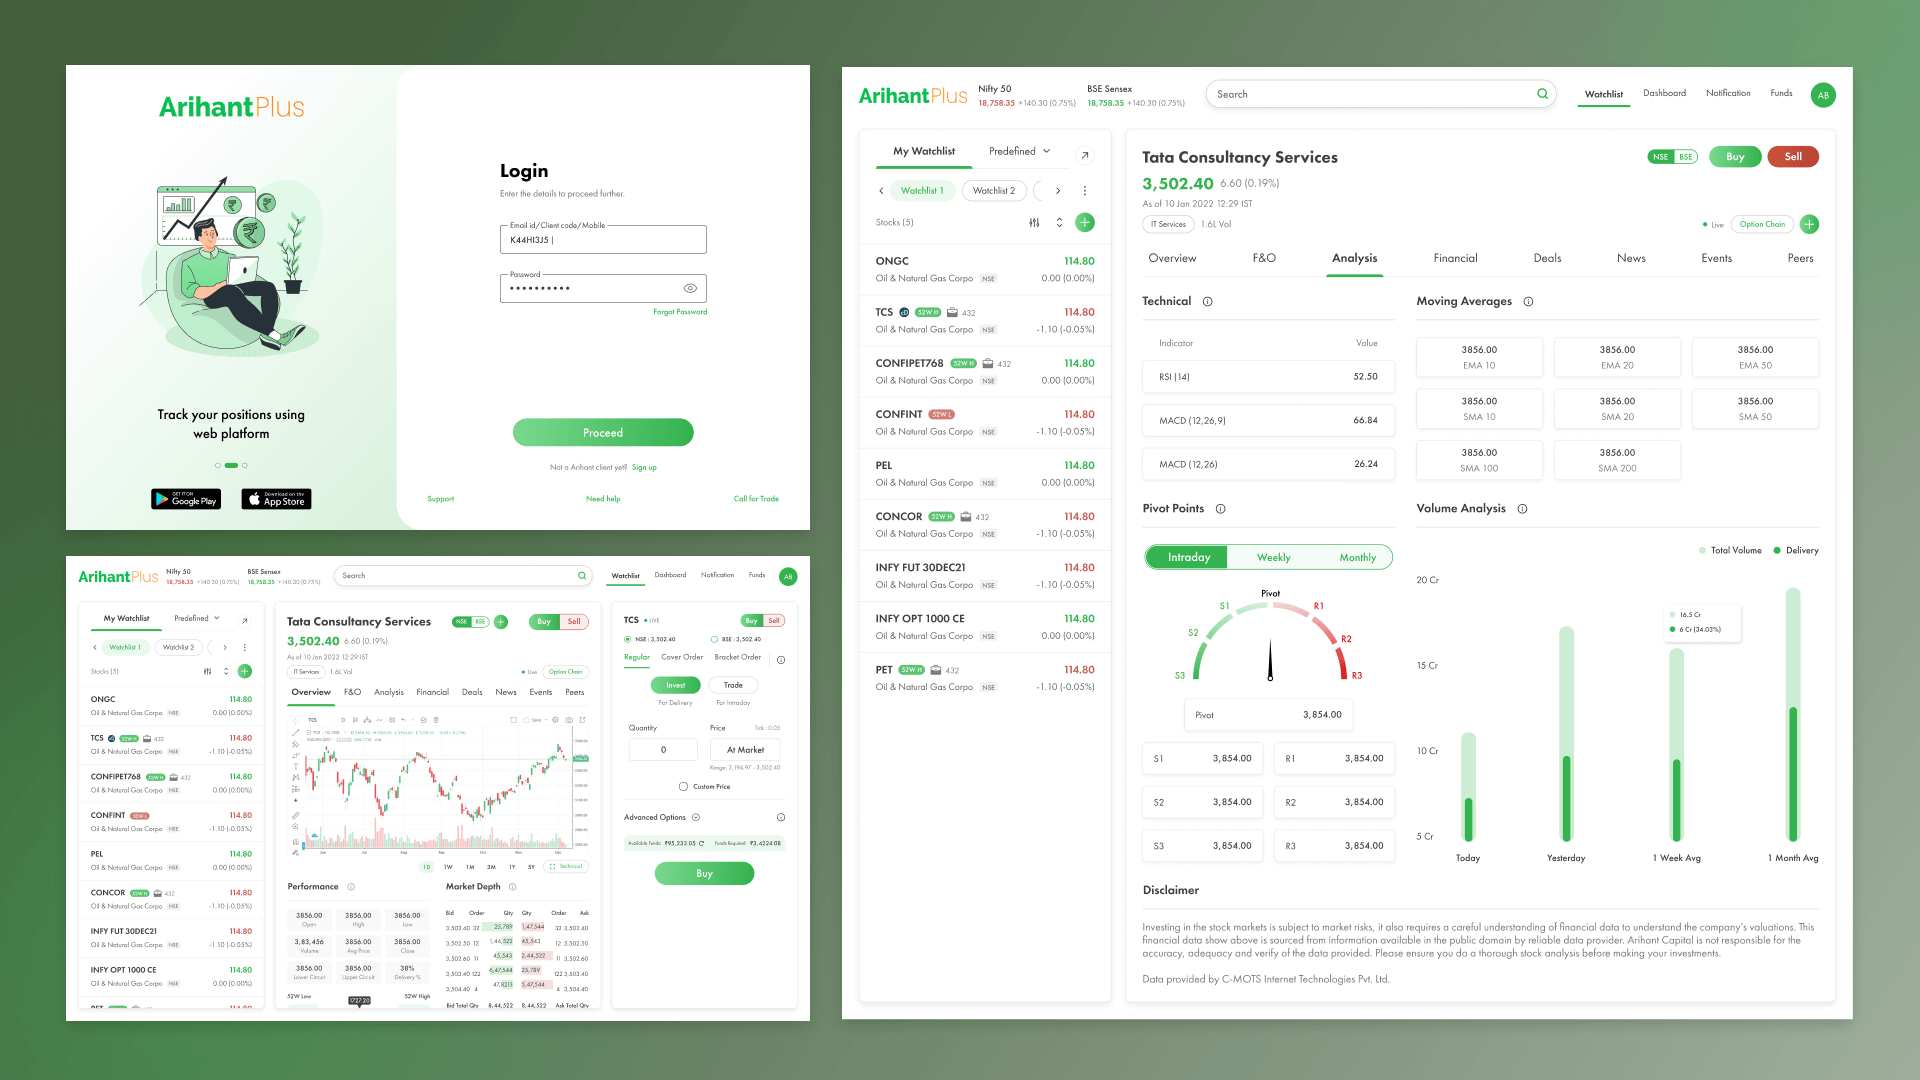 ArihantPlus
Track your positions using
web platform
GET IT ON
Google Play
Download on the
App Store
Login
Enter the details to proceed further.
Email id/Client code/Mobile
K44HI3J5 |
Password
••••••••••
Forgot Password
Proceed
Not a Arihant client yet? Sign up
Support Need help Call for Trade
ArihantPlus
Nifty 50
18,758.35 +140.30 (0.75%)
BSE Sensex
18,758.35 +140.30 (0.75%)
Search
Watchlist Dashboard Notification Funds AB
My Watchlist Predefined
Watchlist 1 Watchlist 2
Stocks (5)
ONGC 114.80
Oil & Natural Gas Corpo NSE 0.00 (0.00%)
TCS cD 52W H 432 114.80
Oil & Natural Gas Corpo NSE -1.10 (-0.05%)
CONFIPET768 52W H 432 114.80
Oil & Natural Gas Corpo NSE 0.00 (0.00%)
CONFINT 52W L 114.80
Oil & Natural Gas Corpo NSE -1.10 (-0.05%)
PEL 114.80
Oil & Natural Gas Corpo NSE 0.00 (0.00%)
CONCOR 52W H 432 114.80
Oil & Natural Gas Corpo NSE -1.10 (-0.05%)
INFY FUT 30DEC21 114.80
Oil & Natural Gas Corpo NSE -1.10 (-0.05%)
INFY OPT 1000 CE 114.80
Oil & Natural Gas Corpo NSE 0.00 (0.00%)
Tata Consultancy Services NSE BSE Buy Sell
3,502.40 6.60 (0.19%)
As of 10 Jan 2022 12:29 IST
IT Services 1.6L Vol Live Option Chain
Overview F&O Analysis Financial Deals News Events Peers
TCS D Save
1D 1W 1M 3M 1Y 5Y Technical
Performance
3856.00 3856.00 3856.00
Open High Low
3,83,456 3856.00 3856.00
Volume Avg Price Close
3856.00 3856.00 38%
Lower Circuit Upper Circuit Delivery %
52W Low 1727.20 52W High
Market Depth
Bid Order Qty Qty Order Ask
3,502.40 32 25,789 1,47,544 32 3,502.40
3,502.50 12 1,44,522 45,543 12 3,502.50
3,502.60 11 45,543 2,44,522 11 3,502.60
3,503.40 122 6,47,544 25,789 122 3,503.40
3,504.40 4 47,8213 5,47,544 4 3,504.40
Bid Total Qty 8,44,522 8,44,522 Ask Total Qty
TCS LIVE Buy Sell
NSE : 3,502.40 BSE : 3,502.40
Regular Cover Order Bracket Order
Invest Trade
For Delivery For Intraday
Quantity Price Tick : 0.05
0 At Market
Range: 3,194.97 - 3,502.40
Custom Price
Advanced Options
Available Funds ₹95,233.05 Funds Required: ₹3,4224.08
Buy
ArihantPlus
Nifty 50
18,758.35 +140.30 (0.75%)
BSE Sensex
18,758.35 +140.30 (0.75%)
Search
Watchlist Dashboard Notification Funds AB
My Watchlist Predefined
Watchlist 1 Watchlist 2
Stocks (5)
ONGC 114.80
Oil & Natural Gas Corpo NSE 0.00 (0.00%)
TCS cD 52W H 432 114.80
Oil & Natural Gas Corpo NSE -1.10 (-0.05%)
CONFIPET768 52W H 432 114.80
Oil & Natural Gas Corpo NSE 0.00 (0.00%)
CONFINT 52W L 114.80
Oil & Natural Gas Corpo NSE -1.10 (-0.05%)
PEL 114.80
Oil & Natural Gas Corpo NSE 0.00 (0.00%)
CONCOR 52W H 432 114.80
Oil & Natural Gas Corpo NSE -1.10 (-0.05%)
INFY FUT 30DEC21 114.80
Oil & Natural Gas Corpo NSE -1.10 (-0.05%)
INFY OPT 1000 CE 114.80
Oil & Natural Gas Corpo NSE 0.00 (0.00%)
PET 52W H 432 114.80
Oil & Natural Gas Corpo NSE -1.10 (-0.05%)
Tata Consultancy Services NSE BSE Buy Sell
3,502.40 6.60 (0.19%)
As of 10 Jan 2022 12:29 IST
IT Services 1.6L Vol Live Option Chain
Overview F&O Analysis Financial Deals News Events Peers
Technical
Indicator Value
RSI (14) 52.50
MACD (12,26,9) 66.84
MACD (12,26) 26.24
Moving Averages
3856.00 3856.00 3856.00
EMA 10 EMA 20 EMA 50
3856.00 3856.00 3856.00
SMA 10 SMA 20 SMA 50
3856.00 3856.00
SMA 100 SMA 200
Pivot Points
Intraday Weekly Monthly
Pivot
S1 R1
S2 R2
S3 R3
Pivot 3,854.00
S1 3,854.00 R1 3,854.00
S2 3,854.00 R2 3,854.00
S3 3,854.00 R3 3,854.00
Volume Analysis
Total Volume Delivery
20 Cr
16.5 Cr
6 Cr (34.03%)
15 Cr
10 Cr
5 Cr
Today Yesterday 1 Week Avg 1 Month Avg
Disclaimer
Investing in the stock markets is subject to market risks, it also requires a careful understanding of financial data to understand the company's valuations. This
financial data show above is sourced from information available in the public domain by reliable data provider. Arihant Capital is not responsible for the
accuracy, adequacy and verify of the data provided. Please ensure you do a thorough stock analysis before making your investments.
Data provided by C-MOTS Internet Technologies Pvt. Ltd.